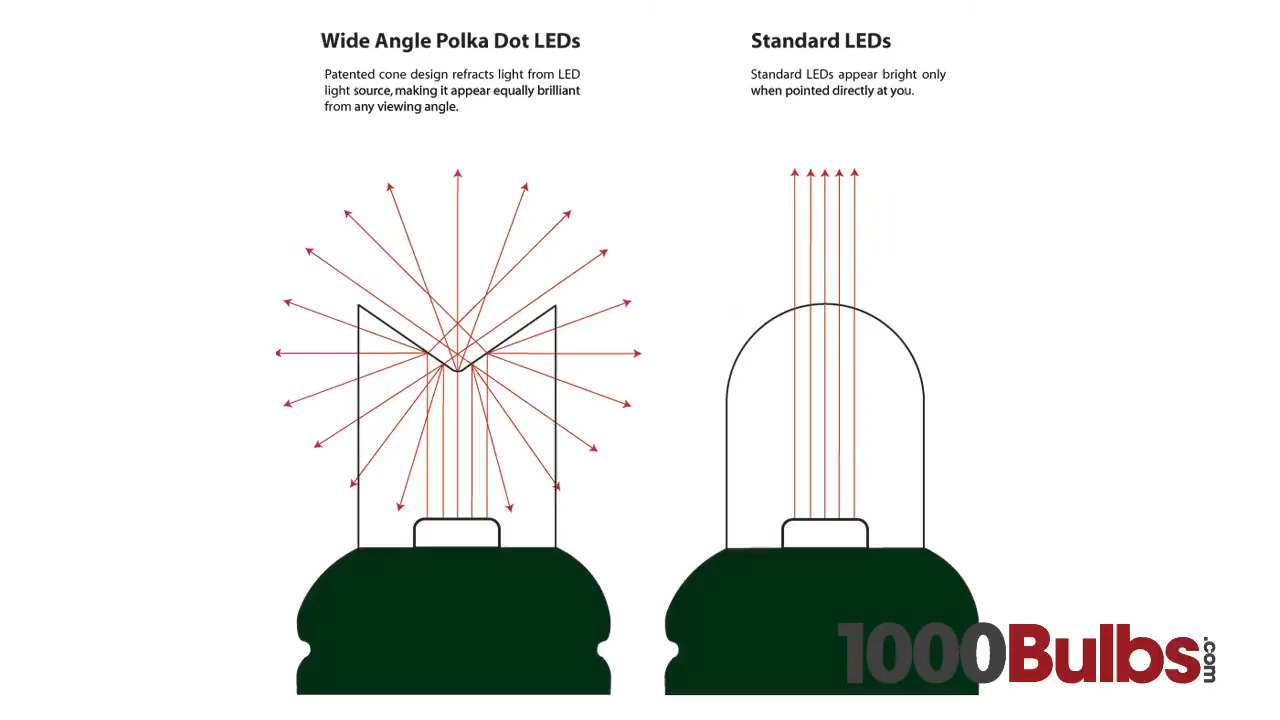 Wide Angle Polka Dot LEDs
Patented cone design refracts light from LED
light source, making it appear equally brilliant
from any viewing angle.
Standard LEDs
Standard LEDs appear bright only
when pointed directly at you.
1000Bulbs.com